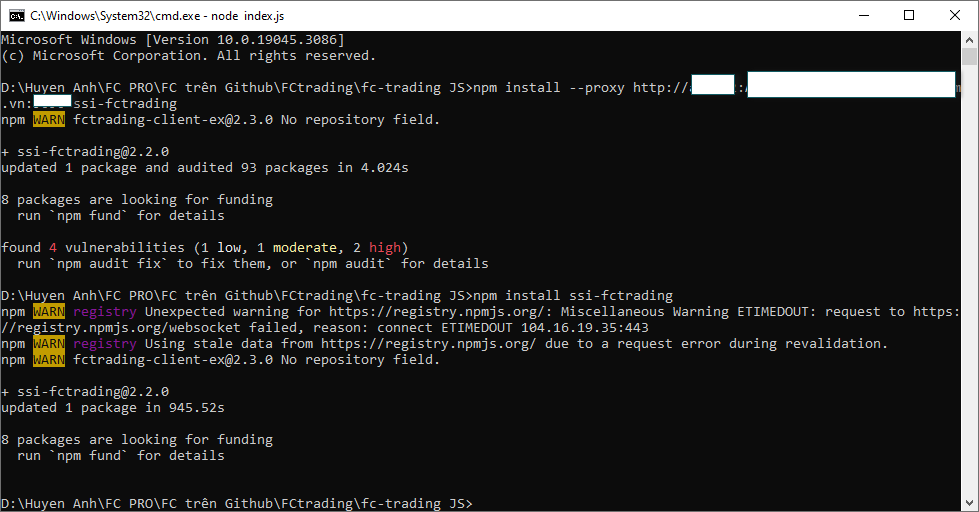 C:\Windows\System32\cmd.exe - node index.js
Microsoft Windows [Version 10.0.19045.3086]
(c) Microsoft Corporation. All rights reserved.
D:\Huyen Anh\FC PRO\FC trên Github\FCtrading\fc-trading JS>npm install --proxy http://
.vn: ssi-fctrading
npm WARN fctrading-client-ex@2.3.0 No repository field.
+ ssi-fctrading@2.2.0
updated 1 package and audited 93 packages in 4.024s
8 packages are looking for funding
run `npm fund` for details
found 4 vulnerabilities (1 low, 1 moderate, 2 high)
run `npm audit fix` to fix them, or `npm audit` for details
D:\Huyen Anh\FC PRO\FC trên Github\FCtrading\fc-trading JS>npm install ssi-fctrading
npm WARN registry Unexpected warning for https://registry.npmjs.org/: Miscellaneous Warning ETIMEDOUT: request to https:
//registry.npmjs.org/websocket failed, reason: connect ETIMEDOUT 104.16.19.35:443
npm WARN registry Using stale data from https://registry.npmjs.org/ due to a request error during revalidation.
npm WARN fctrading-client-ex@2.3.0 No repository field.
+ ssi-fctrading@2.2.0
updated 1 package in 945.52s
8 packages are looking for funding
run `npm fund` for details
D:\Huyen Anh\FC PRO\FC trên Github\FCtrading\fc-trading JS>